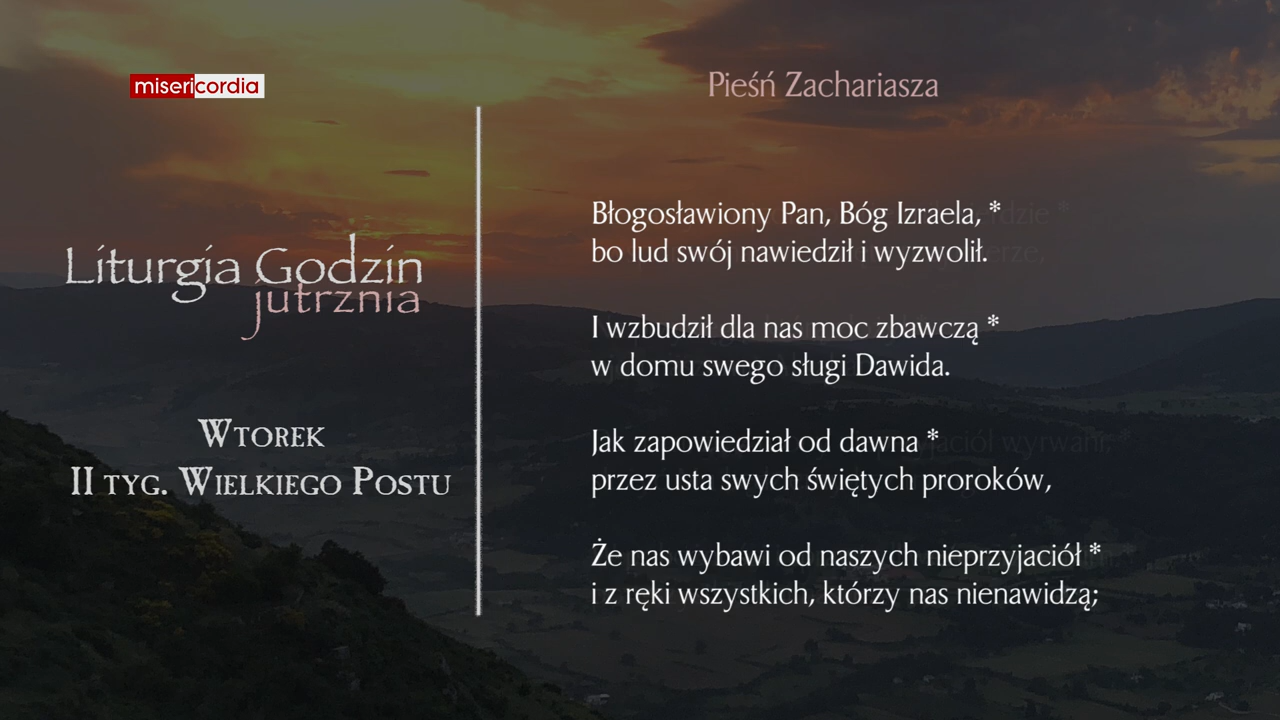 misericordia
Liturgia Godzin
jutrznia
Wtorek
II tyg. Wielkiego Postu
Pieśń Zachariasza
Błogosławiony Pan, Bóg Izraela, *
bo lud swój nawiedził i wyzwolił.
I wzbudził dla nas moc zbawczą *
w domu swego sługi Dawida.
Jak zapowiedział od dawna *
przez usta swych świętych proroków,
Że nas wybawi od naszych nieprzyjaciół *
i z ręki wszystkich, którzy nas nienawidzą;